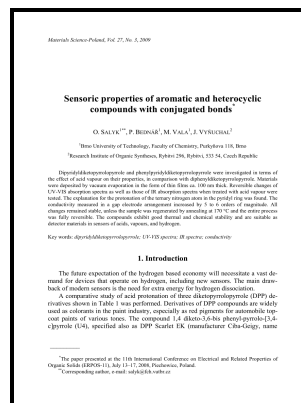 Materials Science-Poland, Vol. 27, No. 3, 2009
Sensoric properties of aromatic and heterocyclic
compounds with conjugated bonds*
O. SALYK1**, P. BEDNÁŘ1, M. VALA1, J. VYŇUCHAL2
1Brno University of Technology, Faculty of Chemistry, Purkyňova 118, Brno
2Research Institute of Organic Syntheses, Rybitví 296, Rybitví, 533 54, Czech Republic
Dipyridyldiketopyrrolopyrrole and phenylpyridyldiketopyrrolopyrrole were investigated in terms of
the effect of acid vapour on their properties, in comparison with diphenyldiketopyrrolopyrrole. Materials
were deposited by vacuum evaporation in the form of thin films ca. 100 nm thick. Reversible changes of
UV-VIS absorption spectra as well as those of IR absorption spectra when treated with acid vapour were
tested. The explanation for the protonation of the ternary nitrogen atom in the pyridyl ring was found. The
conductivity measured in a gap electrode arrangement increased by 5 to 6 orders of magnitude. All
changes remained stable, unless the sample was regenerated by annealing at 170 °C and the entire process
was fully reversible. The compounds exhibit good thermal and chemical stability and are suitable as
detector materials in sensors of acids, vapours, and hydrogen.
Key words: dipyridyldiketopyrrolopyrrole; UV-VIS spectra; IR spectra; conductivity
1. Introduction
The future expectation of the hydrogen based economy will necessitate a vast de-
mand for devices that operate on hydrogen, including new sensors. The main draw-
back of modern sensors is the need for extra energy for hydrogen dissociation.
A comparative study of acid protonation of three diketopyrrolopyrrole (DPP) de-
rivatives shown in Table 1 was performed. Derivatives of DPP compounds are widely
used as colorants in the paint industry, especially as red pigments for automobile top-
coat paints of various tones. The compound 1,4 diketo-3,6-bis phenyl-pyrrolo-[3,4-
c]pyrrole (U4), specified also as DPP Scarlet EK (manufacturer Ciba-Geigy, name
*The paper presented at the 11th International Conference on Electrical and Related Properties of
Organic Solids (ERPOS-11), July 13–17, 2008, Piechowice, Poland.
**Corresponding author, e-mail: salyk@fch.vutbr.cz